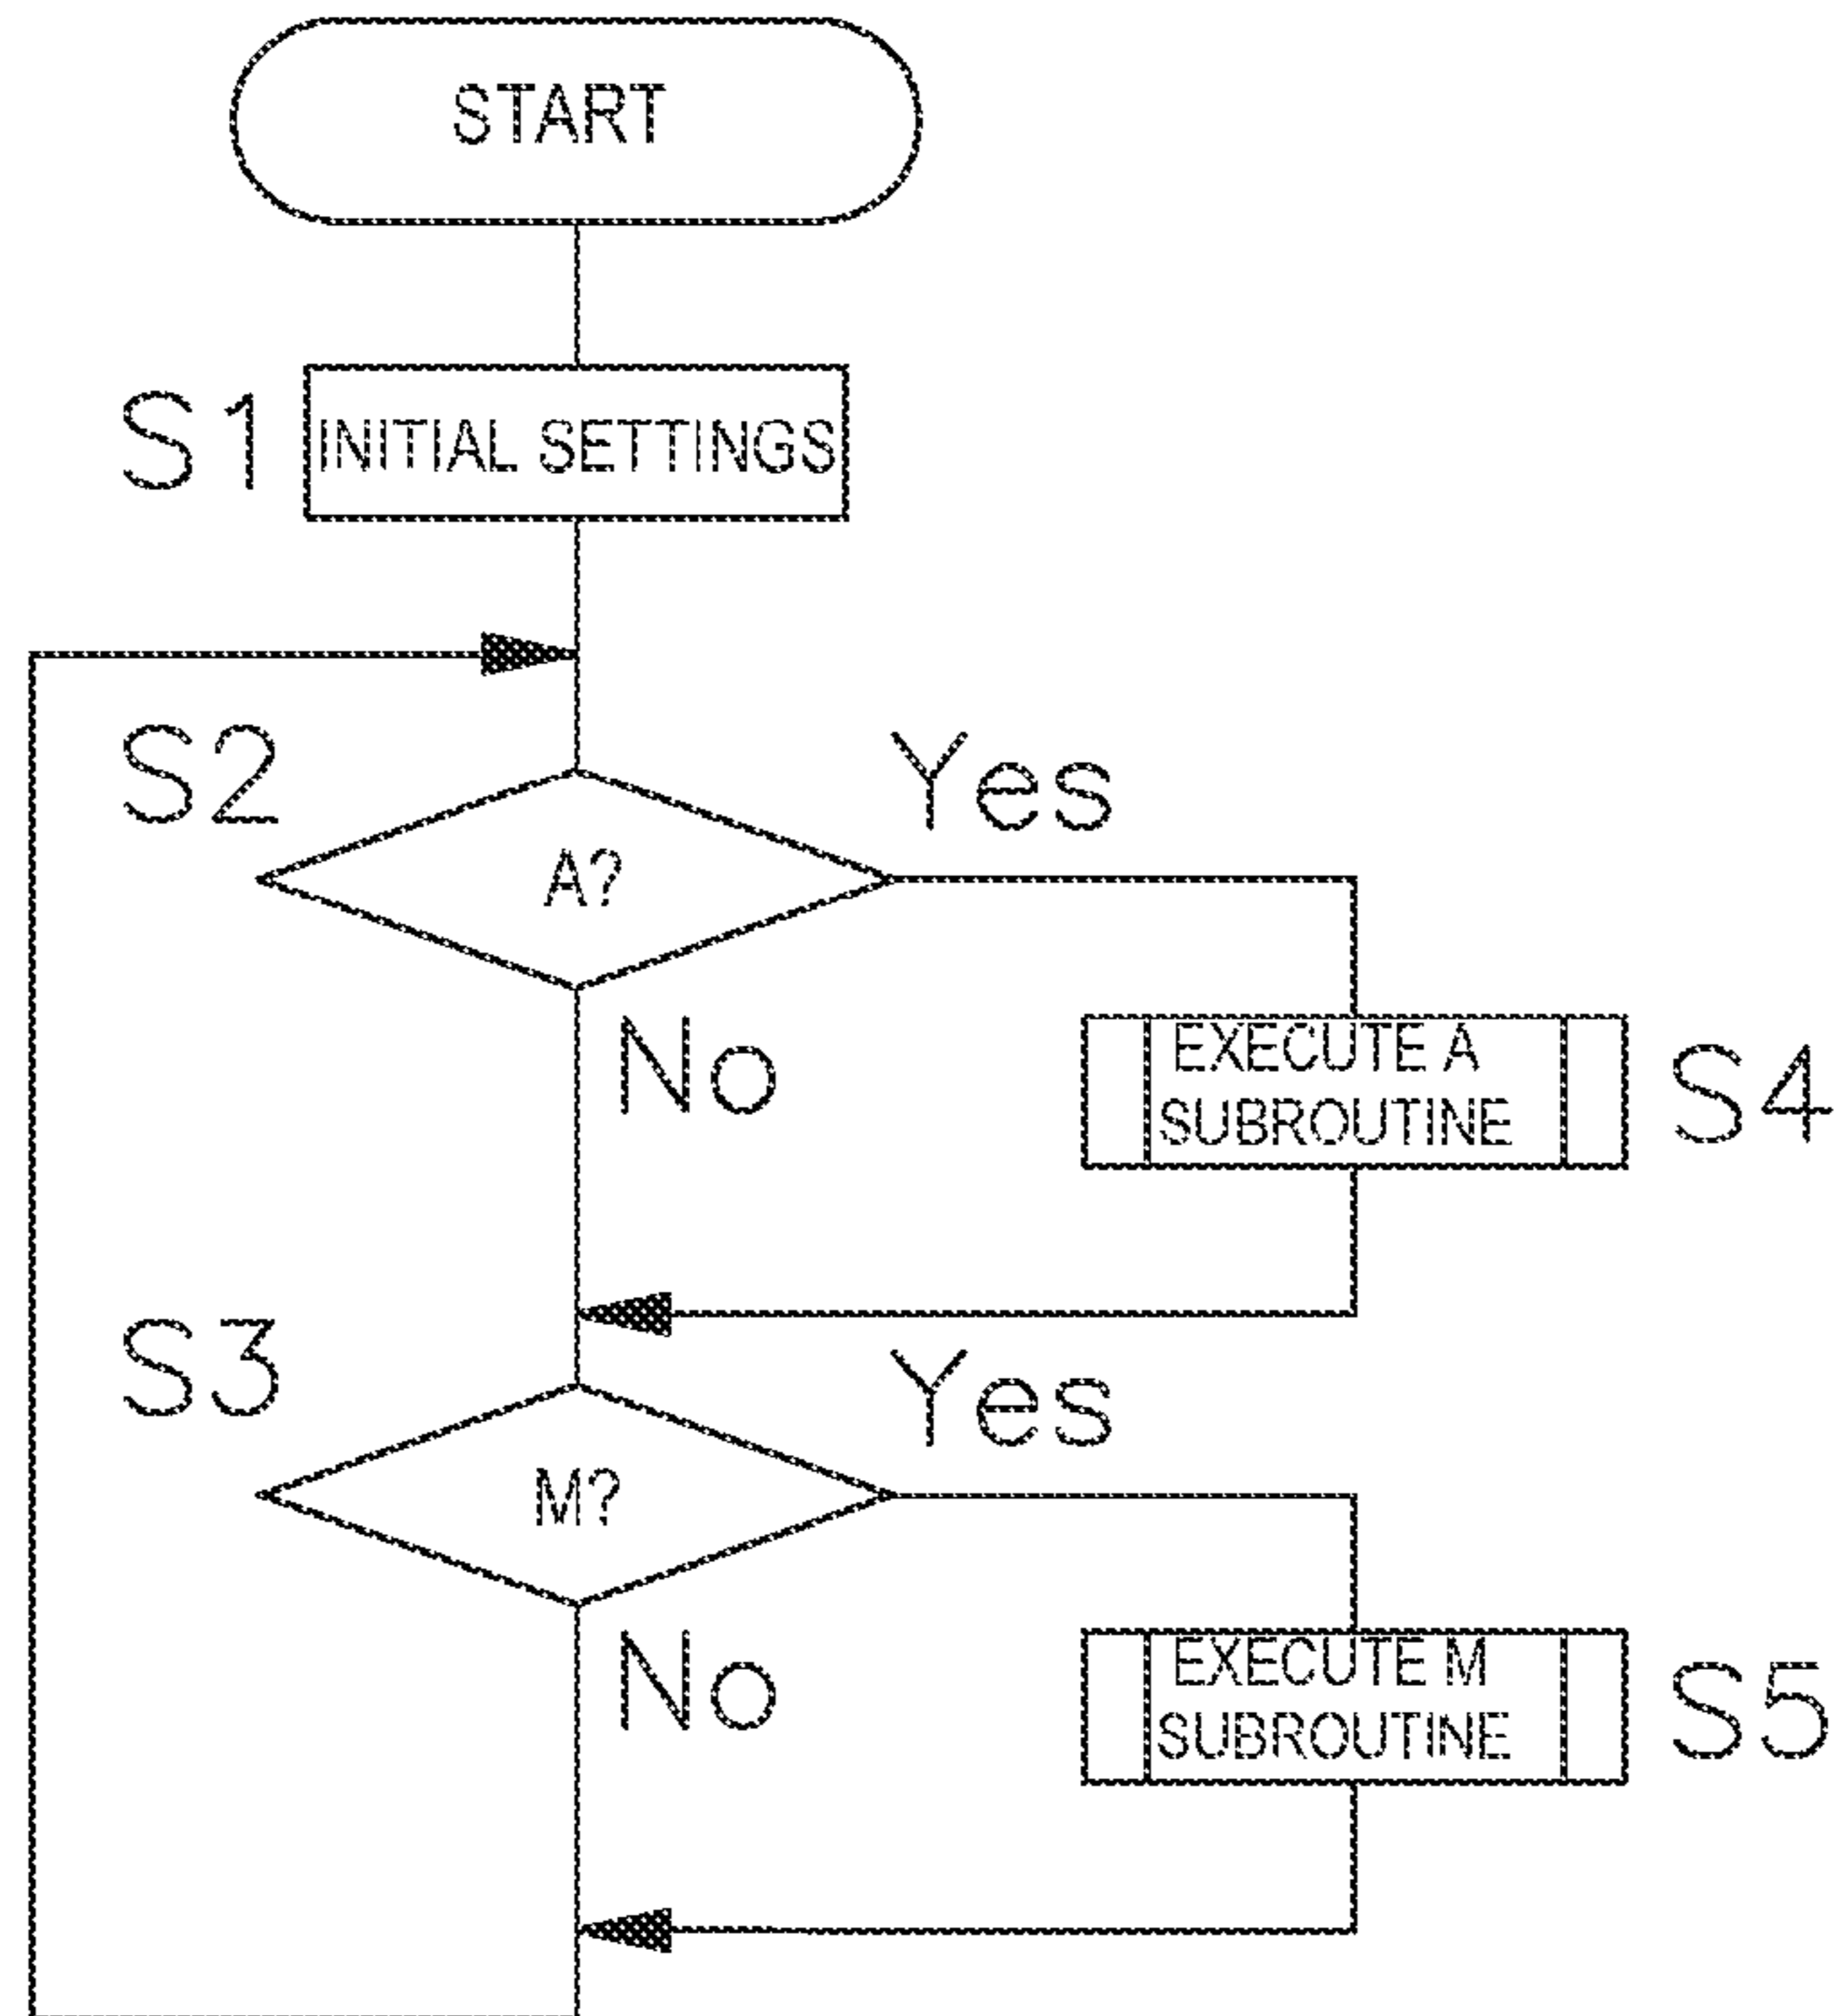 START
S1
INITIAL SETTINGS
S2
Yes
A?
No
EXECUTE A
SUBROUTINE
S4
S3
Yes
M?
No
EXECUTE M
SUBROUTINE
S5